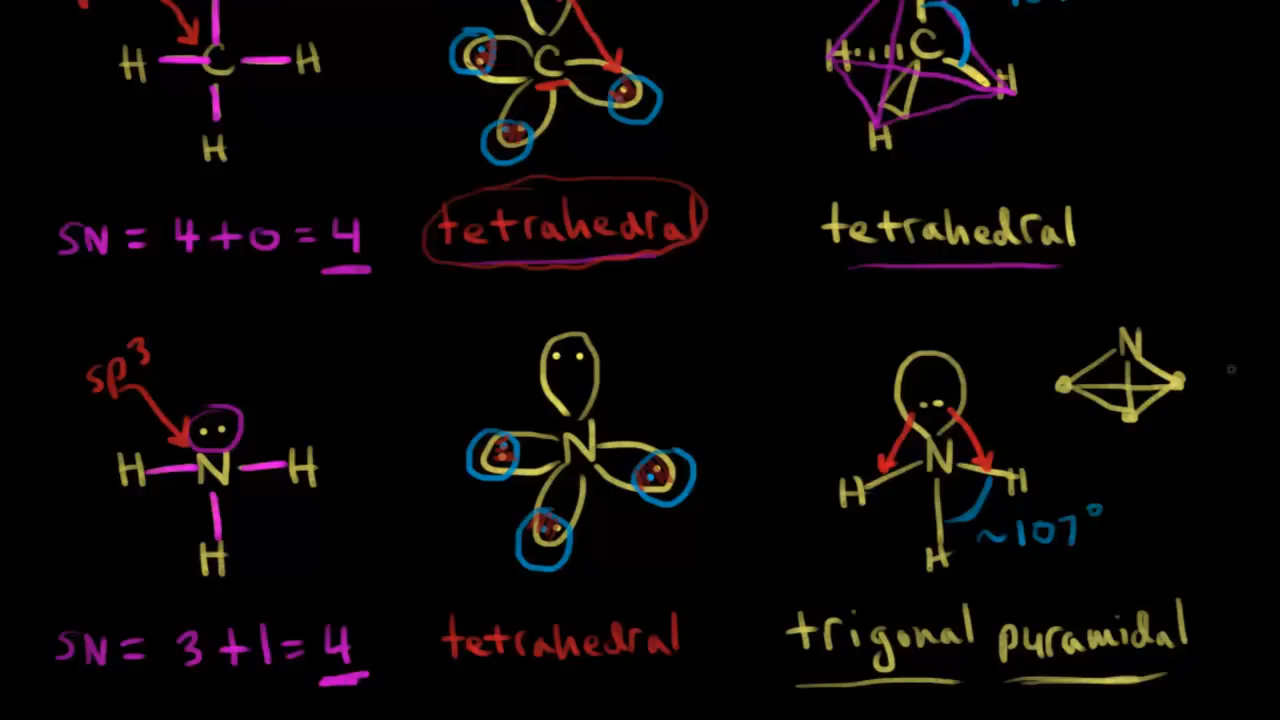 C
H C H
H
C
H C H
H
SN = 4 + 0 = 4
tetrahedral
tetrahedral
sp³
H N H
H
N
N
H H
H
~107°
N
SN = 3 + 1 = 4
tetrahedral
trigonal pyramidal